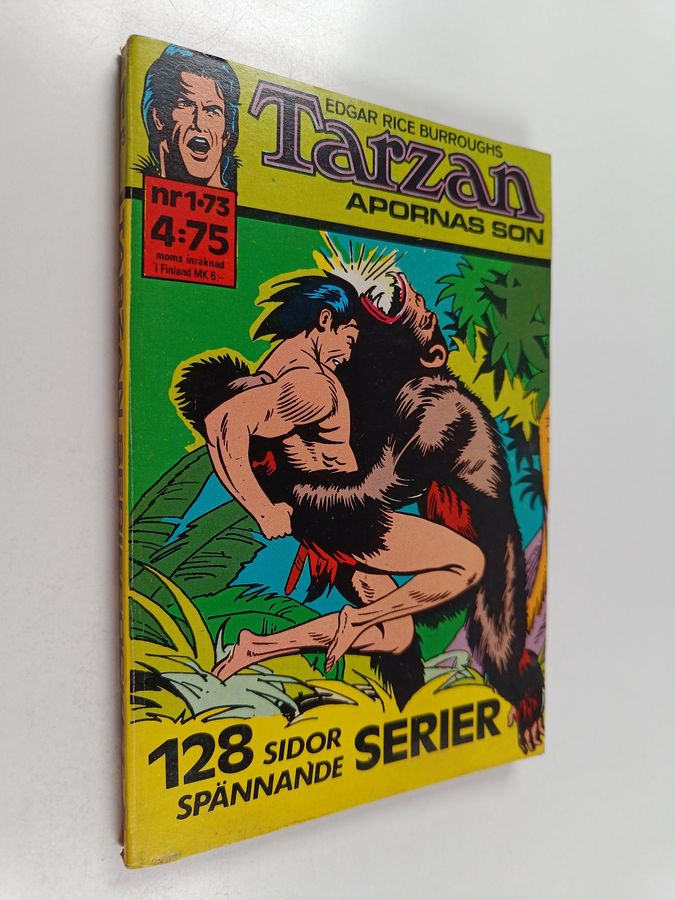 EDGAR RICE BURROUGHS
Tarzan
APORNAS SON
nr 1·73
4:75
moms inräknad
i Finland MK 6:-
128 SIDOR
SPÄNNANDE
SERIER